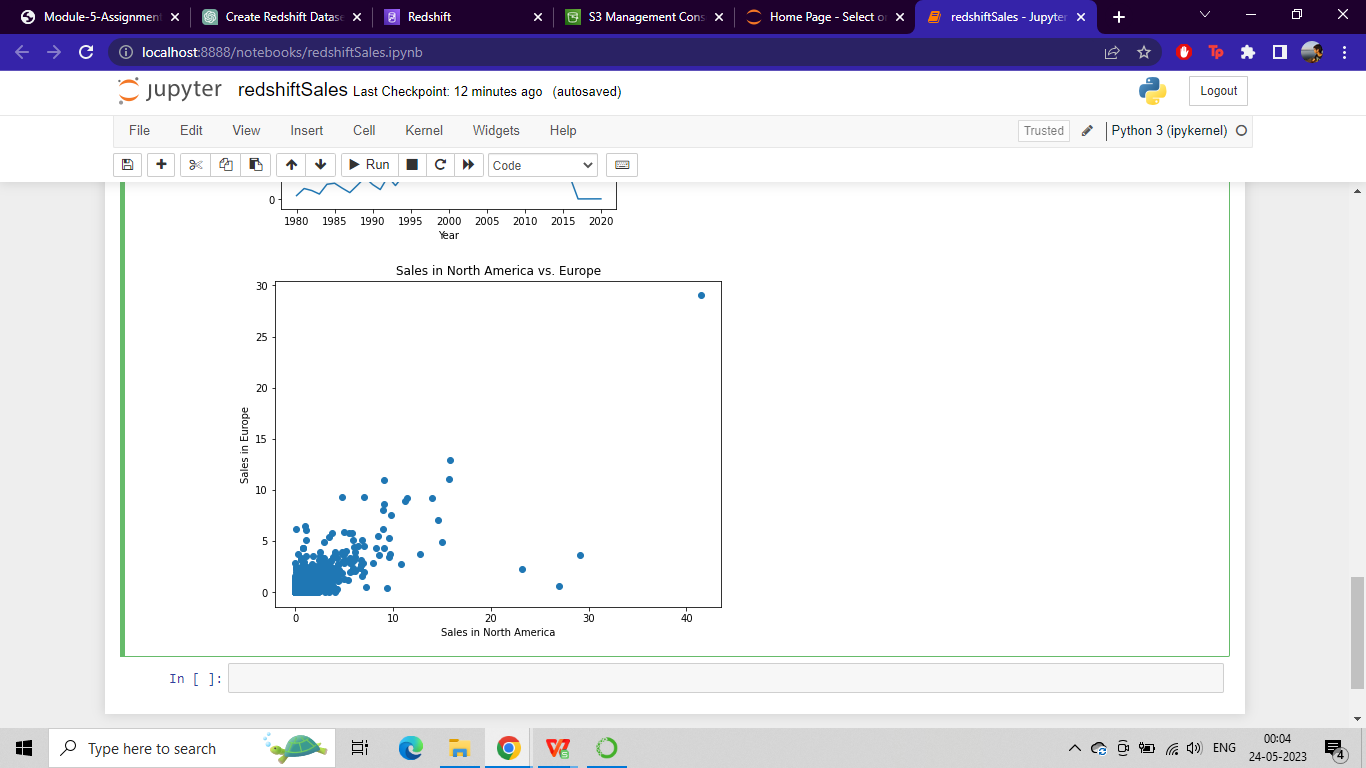 Module-5-Assignment
Create Redshift Datase
Redshift
S3 Management Cons
Home Page - Select or
redshiftSales - Jupyter
localhost:8888/notebooks/redshiftSales.ipynb
Tp
jupyter redshiftSales Last Checkpoint: 12 minutes ago (autosaved)
Logout
File Edit View Insert Cell Kernel Widgets Help
Trusted
Python 3 (ipykernel)
Run
Code
0
1980 1985 1990 1995 2000 2005 2010 2015 2020
Year
Sales in North America vs. Europe
30
25
20
15
10
5
0
Sales in Europe
0 10 20 30 40
Sales in North America
In [ ]:
Type here to search
ENG
00:04
24-05-2023
4